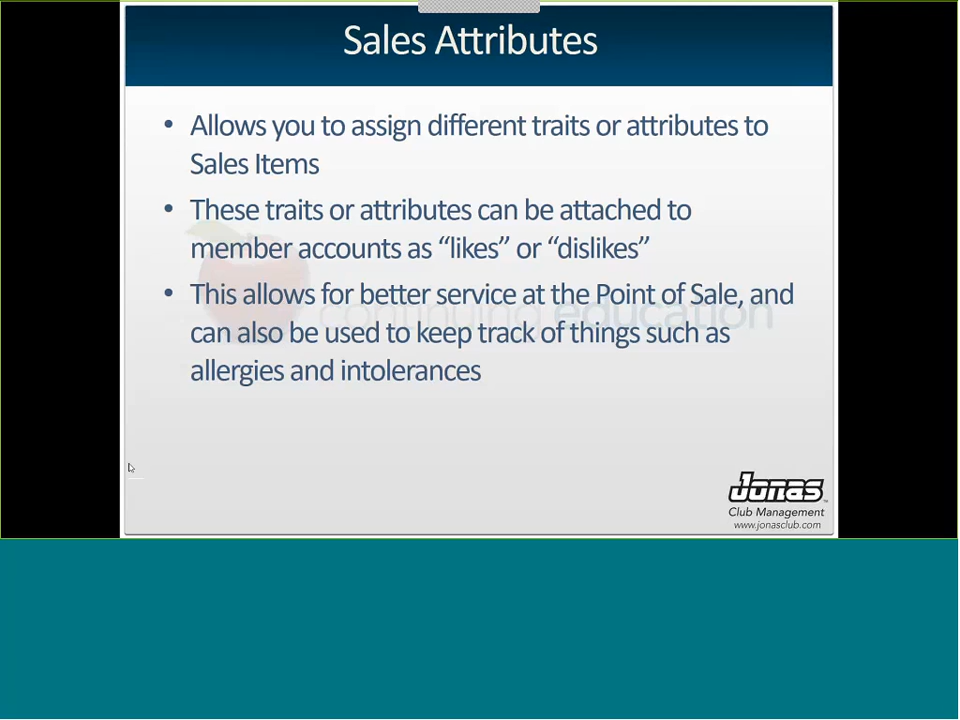 Sales Attributes
• Allows you to assign different traits or attributes to
Sales Items
• These traits or attributes can be attached to
member accounts as “likes” or “dislikes”
• This allows for better service at the Point of Sale, and
can also be used to keep track of things such as
allergies and intolerances
continuing education
Jonas
Club Management
www.jonasclub.com